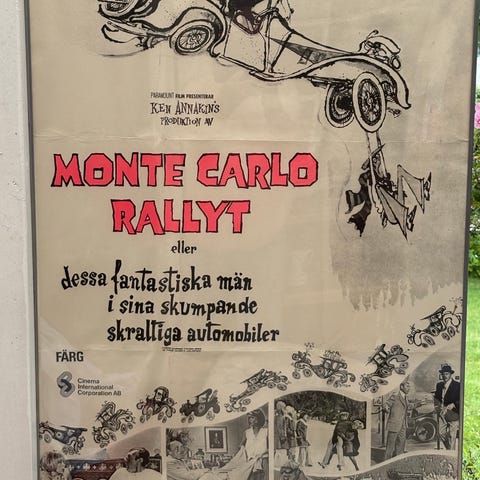 PARAMOUNT FILM PRESENTERAR
KEN ANNAKIN'S
PRODUKTION AV
MONTE CARLO
RALLYT
eller
dessa fantastiska män
i sina skumpande
skraltiga automobiler
FÄRG
Cinema
International
Corporation AB